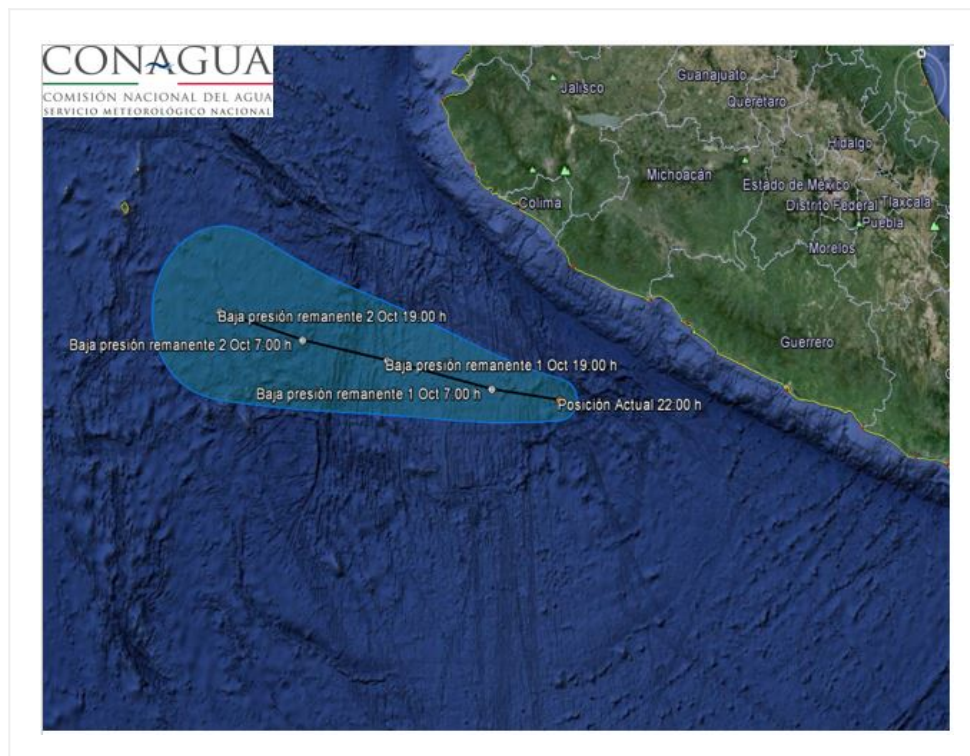 CONAGUA
COMISIÓN NACIONAL DEL AGUA
SERVICIO METEOROLÓGICO NACIONAL
Jalisco
Guanajuato
Querétaro
Hidalgo
Michoacán
Estado de México
Colima
Distrito Federal
Tlaxcala
Puebla
Morelos
Baja presión remanente 2 Oct 19:00 h
Baja presión remanente 2 Oct 7:00 h
Guerrero
Baja presión remanente 1 Oct 19:00 h
Baja presión remanente 1 Oct 7:00 h
Posición Actual 22:00 h